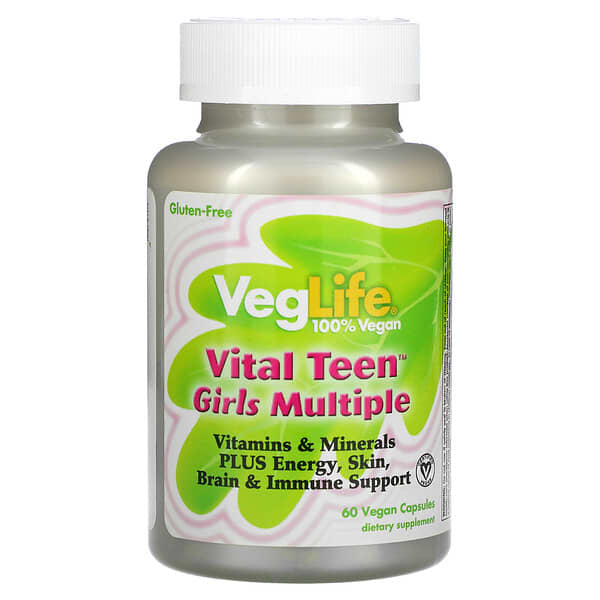 Gluten-Free
VegLife®
100% Vegan
Vital Teen™
Girls Multiple
Vitamins & Minerals
PLUS Energy, Skin,
Brain & Immune Support
60 Vegan Capsules
dietary supplement